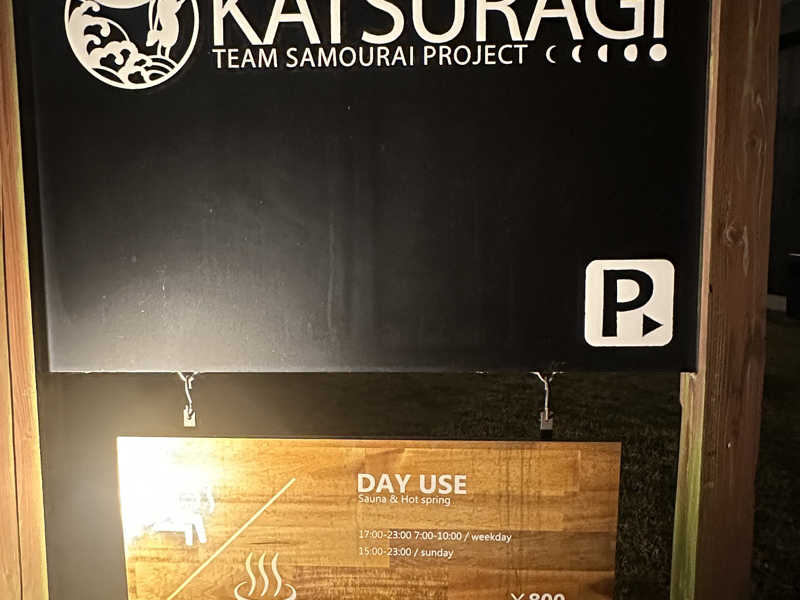 KATSURAGI
TEAM SAMOURAI PROJECT
P
DAY USE
Sauna & Hot spring
17:00-23:00 7:00-10:00 / weekday
15:00-23:00 / sunday
¥800